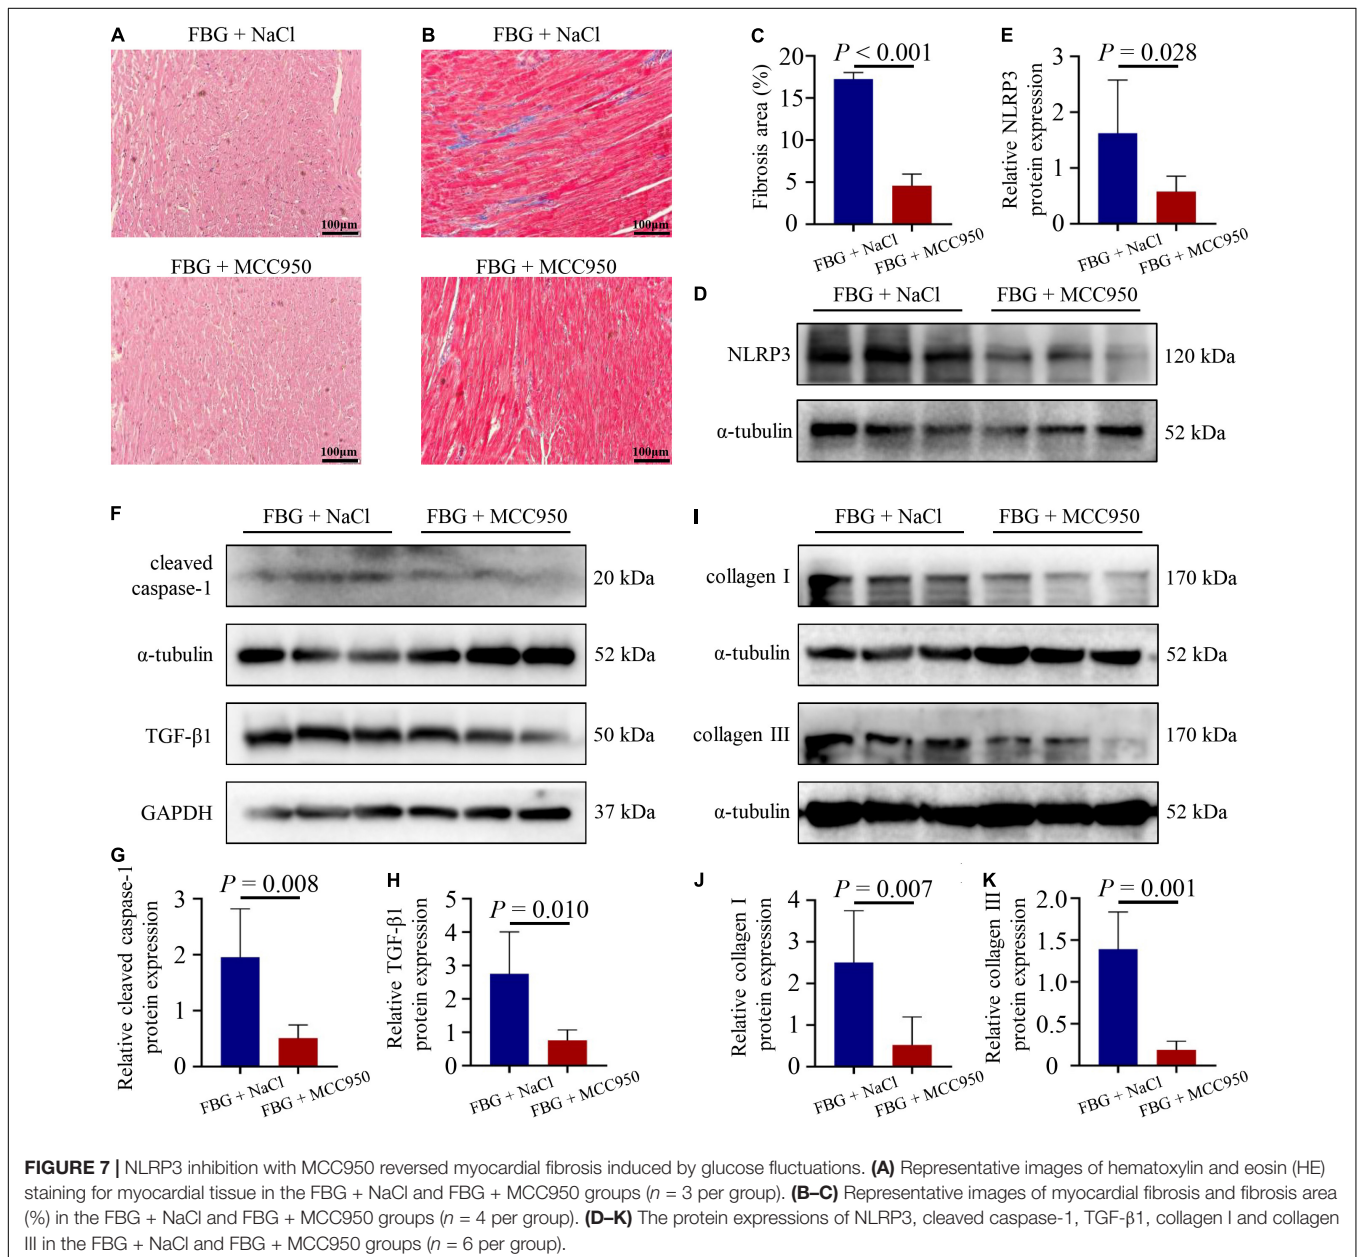 A
FBG + NaCl
100μm
FBG + MCC950
100μm
B
FBG + NaCl
100μm
FBG + MCC950
100μm
C
P < 0.001
Fibrosis area (%)
20
15
10
5
0
FBG + NaCl
FBG + MCC950
E
P = 0.028
Relative NLRP3
protein expression
3
2
1
0
FBG + NaCl
FBG + MCC950
D
FBG + NaCl
FBG + MCC950
NLRP3
120 kDa
α-tubulin
52 kDa
F
FBG + NaCl
FBG + MCC950
cleaved
caspase-1
20 kDa
α-tubulin
52 kDa
TGF-β1
50 kDa
GAPDH
37 kDa
I
FBG + NaCl
FBG + MCC950
collagen I
170 kDa
α-tubulin
52 kDa
collagen III
170 kDa
α-tubulin
52 kDa
G
P = 0.008
Relative cleaved caspase-1
protein expression
3
2
1
0
FBG + NaCl
FBG + MCC950
H
P = 0.010
Relative TGF-β1
protein expression
5
4
3
2
1
0
FBG + NaCl
FBG + MCC950
J
P = 0.007
Relative collagen I
protein expression
4
3
2
1
0
FBG + NaCl
FBG + MCC950
K
P = 0.001
Relative collagen III
protein expression
2.0
1.5
1.0
0.5
0
FBG + NaCl
FBG + MCC950
FIGURE 7 | NLRP3 inhibition with MCC950 reversed myocardial fibrosis induced by glucose fluctuations. (A) Representative images of hematoxylin and eosin (HE)
staining for myocardial tissue in the FBG + NaCl and FBG + MCC950 groups (n = 3 per group). (B–C) Representative images of myocardial fibrosis and fibrosis area
(%) in the FBG + NaCl and FBG + MCC950 groups (n = 4 per group). (D–K) The protein expressions of NLRP3, cleaved caspase-1, TGF-β1, collagen I and collagen
III in the FBG + NaCl and FBG + MCC950 groups (n = 6 per group).